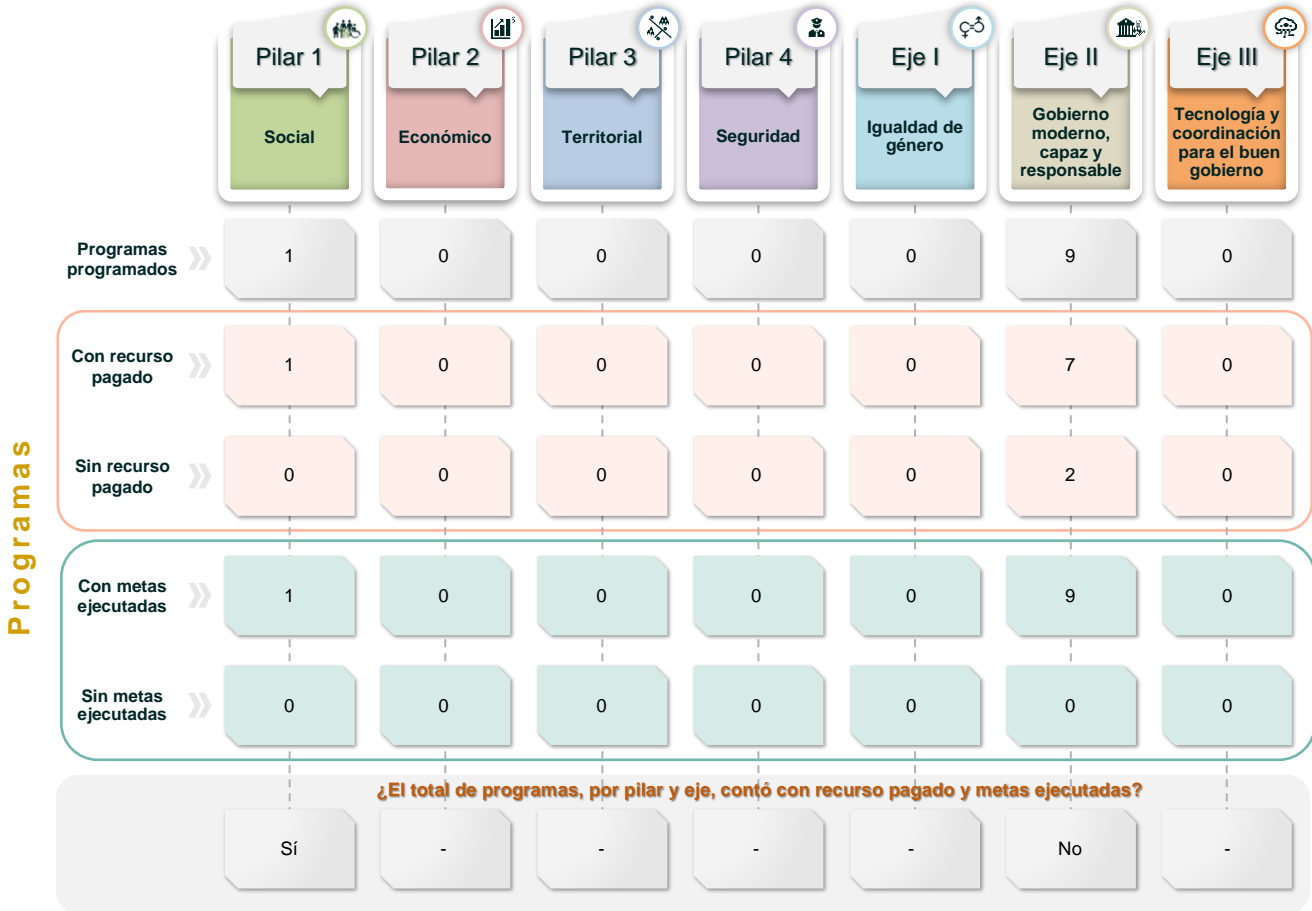 Pilar 1
Pilar 2
Pilar 3
Pilar 4
Eje I
Eje II
Eje III
Social
Económico
Territorial
Seguridad
Igualdad de
género
Gobierno
moderno,
capaz y
responsable
Tecnología y
coordinación
para el buen
gobierno
Programas
Programas
programados
1 0 0 0 0 9 0
Con recurso
pagado
1 0 0 0 0 7 0
Sin recurso
pagado
0 0 0 0 0 2 0
Con metas
ejecutadas
1 0 0 0 0 9 0
Sin metas
ejecutadas
0 0 0 0 0 0 0
¿El total de programas, por pilar y eje, contó con recurso pagado y metas ejecutadas?
Sí - - - - No -